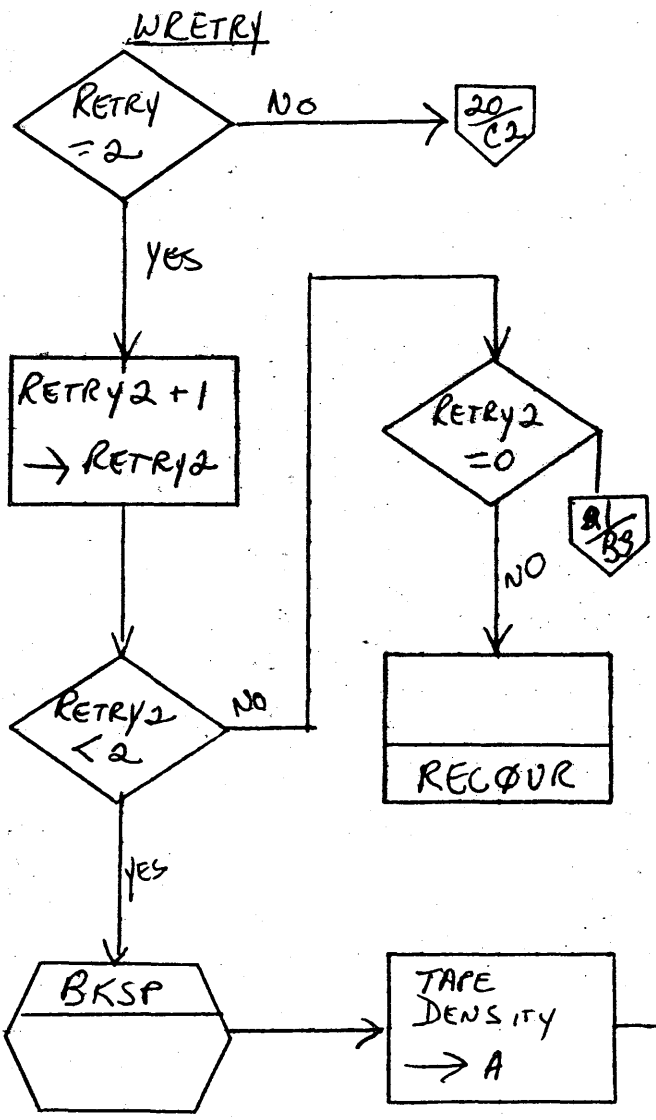 WRETRY
RETRY
=2
NO
20/
C2
YES
RETRY2 + 1
→ RETRY2
RETRY2
<2
NO
RETRY2
=0
NO
RECØVR
YES
BKSP
TAPE
DENSITY
→ A